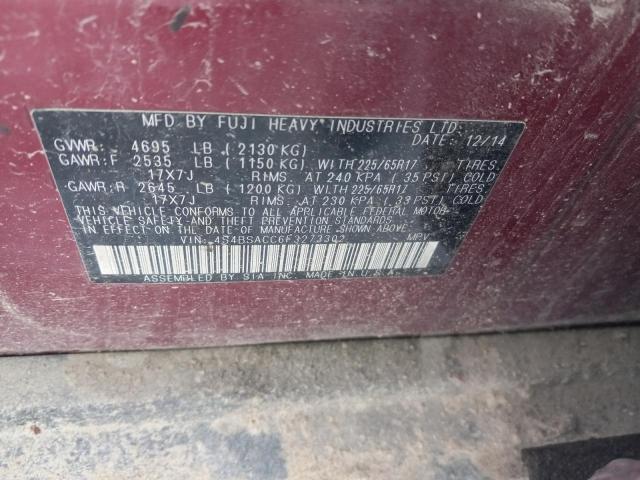 MFD BY FUJI HEAVY INDUSTRIES LTD.
DATE: 12/14
GVWR: 4695 LB (2130 KG)
GAWR:F 2535 LB (1150 KG) WITH 225/65R17 TIRES
17X7J RIMS. AT 240 KPA ( 35 PSI) COLD
GAWR:R 2645 LB (1200 KG) WITH 225/65R17 TIRES
17X7J RIMS. AT 230 KPA ( 33 PSI) COLD
THIS VEHICLE CONFORMS TO ALL APPLICABLE FEDERAL MOTOR
VEHICLE SAFETY AND THEFT PREVENTION STANDARDS
IN EFFECT ON DATE OF MANUFACTURE SHOWN ABOVE.
VIN: 4S4BSACC6F3273302 MPV
ASSEMBLED BY SIA INC. MADE IN U.S.A.